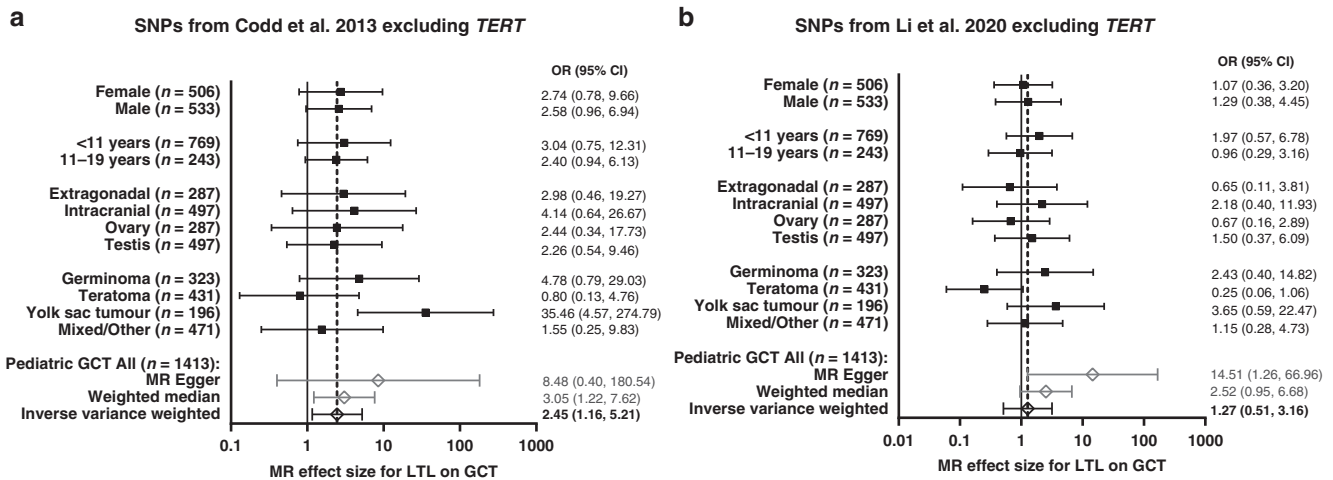 a
SNPs from Codd et al. 2013 excluding TERT
OR (95% CI)
Female (n = 506) 2.74 (0.78, 9.66)
Male (n = 533) 2.58 (0.96, 6.94)
<11 years (n = 769) 3.04 (0.75, 12.31)
11–19 years (n = 243) 2.40 (0.94, 6.13)
Extragonadal (n = 287) 2.98 (0.46, 19.27)
Intracranial (n = 497) 4.14 (0.64, 26.67)
Ovary (n = 287) 2.44 (0.34, 17.73)
Testis (n = 497) 2.26 (0.54, 9.46)
Germinoma (n = 323) 4.78 (0.79, 29.03)
Teratoma (n = 431) 0.80 (0.13, 4.76)
Yolk sac tumour (n = 196) 35.46 (4.57, 274.79)
Mixed/Other (n = 471) 1.55 (0.25, 9.83)
Pediatric GCT All (n = 1413):
MR Egger 8.48 (0.40, 180.54)
Weighted median 3.05 (1.22, 7.62)
Inverse variance weighted 2.45 (1.16, 5.21)
0.1 1 10 100 1000
MR effect size for LTL on GCT
b
SNPs from Li et al. 2020 excluding TERT
OR (95% CI)
Female (n = 506) 1.07 (0.36, 3.20)
Male (n = 533) 1.29 (0.38, 4.45)
<11 years (n = 769) 1.97 (0.57, 6.78)
11–19 years (n = 243) 0.96 (0.29, 3.16)
Extragonadal (n = 287) 0.65 (0.11, 3.81)
Intracranial (n = 497) 2.18 (0.40, 11.93)
Ovary (n = 287) 0.67 (0.16, 2.89)
Testis (n = 497) 1.50 (0.37, 6.09)
Germinoma (n = 323) 2.43 (0.40, 14.82)
Teratoma (n = 431) 0.25 (0.06, 1.06)
Yolk sac tumour (n = 196) 3.65 (0.59, 22.47)
Mixed/Other (n = 471) 1.15 (0.28, 4.73)
Pediatric GCT All (n = 1413):
MR Egger 14.51 (1.26, 66.96)
Weighted median 2.52 (0.95, 6.68)
Inverse variance weighted 1.27 (0.51, 3.16)
0.01 0.1 1 10 100 1000
MR effect size for LTL on GCT